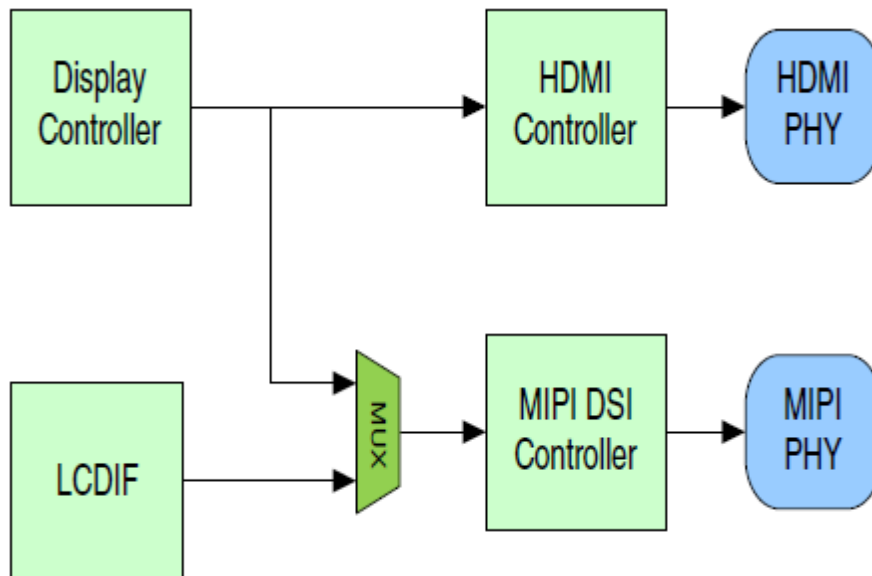 Display
Controller
HDMI
Controller
HDMI
PHY
LCDIF
MUX
MIPI DSI
Controller
MIPI
PHY